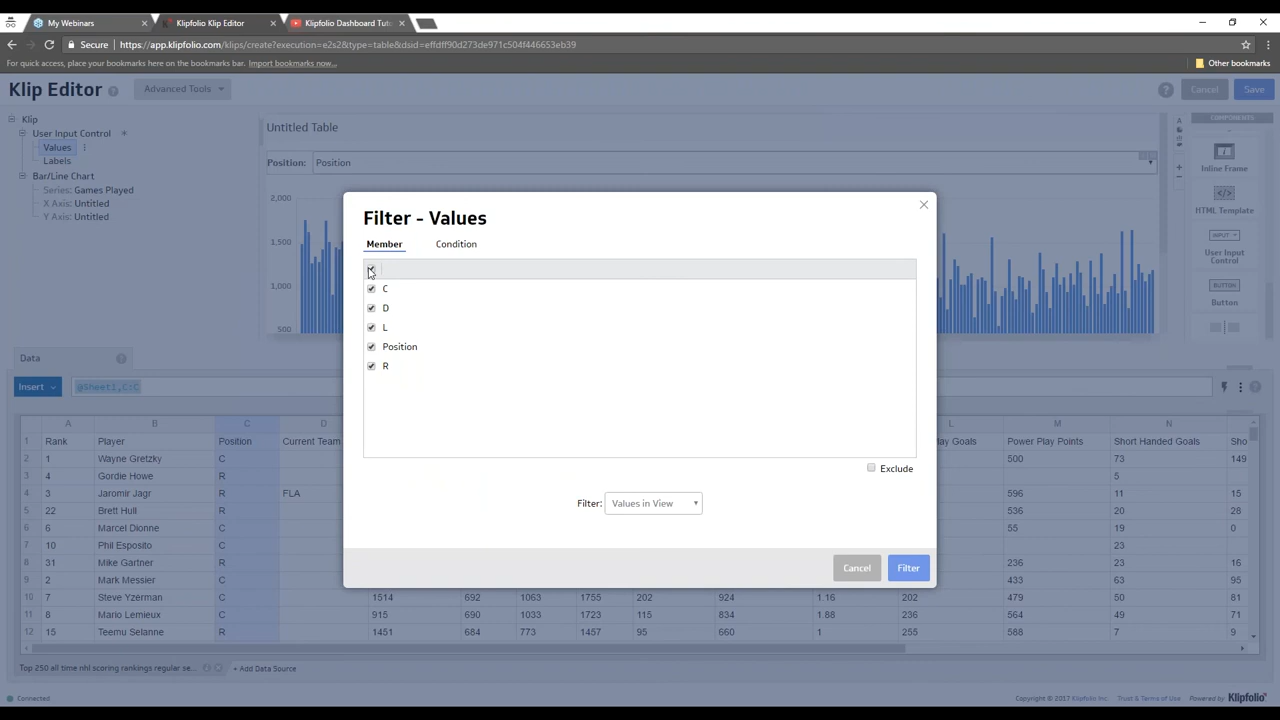 My Webinars
Klipfolio Klip Editor
Klipfolio Dashboard Tut
Secure
https://app.klipfolio.com/klips/create?execution=e2s2&type=table&dsid=effdff90d273de971c504f446653eb39
For quick access, place your bookmarks here on the bookmarks bar. Import bookmarks now...
Other bookmarks
Klip Editor
Advanced Tools
Cancel
Save
Klip
User Input Control
Values
Labels
Bar/Line Chart
Series: Games Played
X Axis: Untitled
Y Axis: Untitled
Untitled Table
Position: Position
2,000
1,500
1,000
500
COMPONENTS
Inline Frame
HTML Template
INPUT
User Input Control
BUTTON
Button
Filter - Values
Member Condition
C
D
L
Position
R
Exclude
Filter: Values in View
Cancel Filter
Data
Insert
@Sheet1,C:C
A B C D L M N
1 Rank Player Position Current Team lay Goals Power Play Points Short Handed Goals Sho
2 1 Wayne Gretzky C 500 73 149
3 4 Gordie Howe R 5
4 3 Jaromir Jagr R FLA 596 11 15
5 22 Brett Hull R 536 20 28
6 6 Marcel Dionne C 55 19 0
7 10 Phil Esposito C 23
8 31 Mike Gartner R 236 23 16
9 2 Mark Messier C 433 63 95
10 7 Steve Yzerman C 1514 692 1063 1755 202 924 1.16 202 479 50 81
11 8 Mario Lemieux C 915 690 1033 1723 115 834 1.88 236 564 49 71
12 15 Teemu Selanne R 1451 684 773 1457 95 660 1 255 588 7 9
Top 250 all time nhl scoring rankings regular se...
+ Add Data Source
Connected
Copyright © 2017 Klipfolio Inc. Trust & Terms of Use Powered by Klipfolio